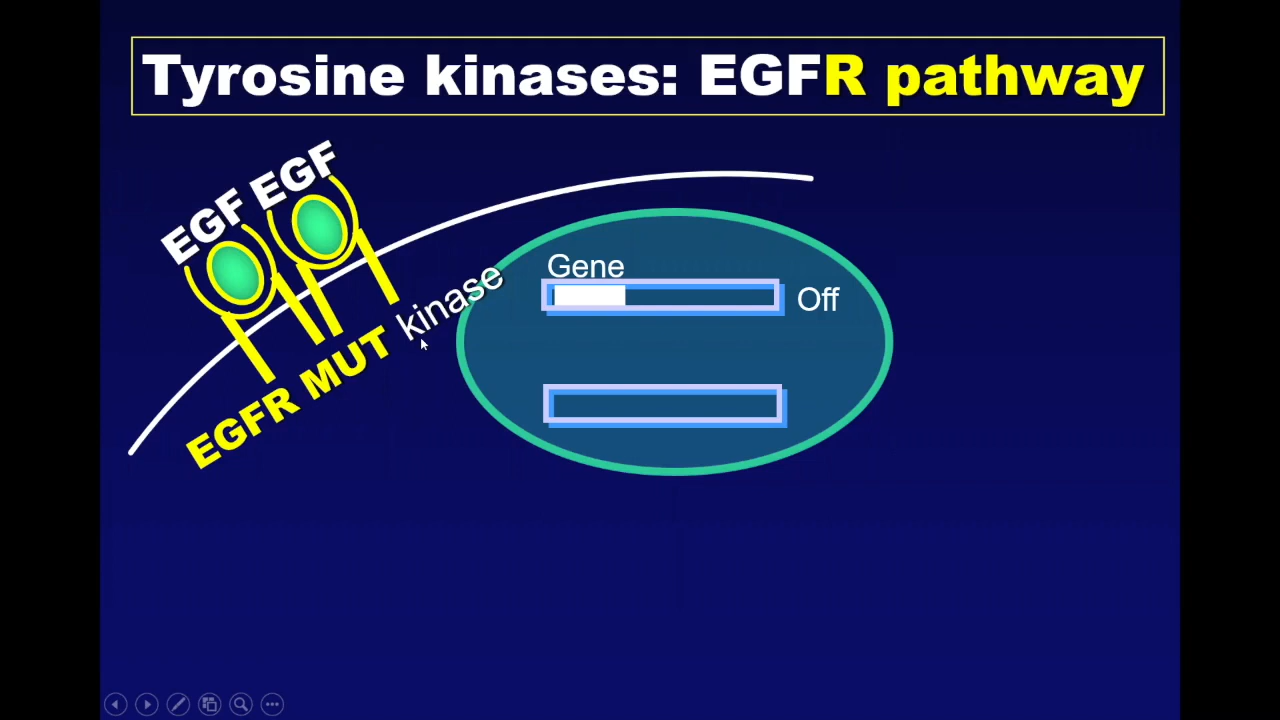 Tyrosine kinases: EGFR pathway
EGF EGF
EGFR MUT kinase
Gene
Off